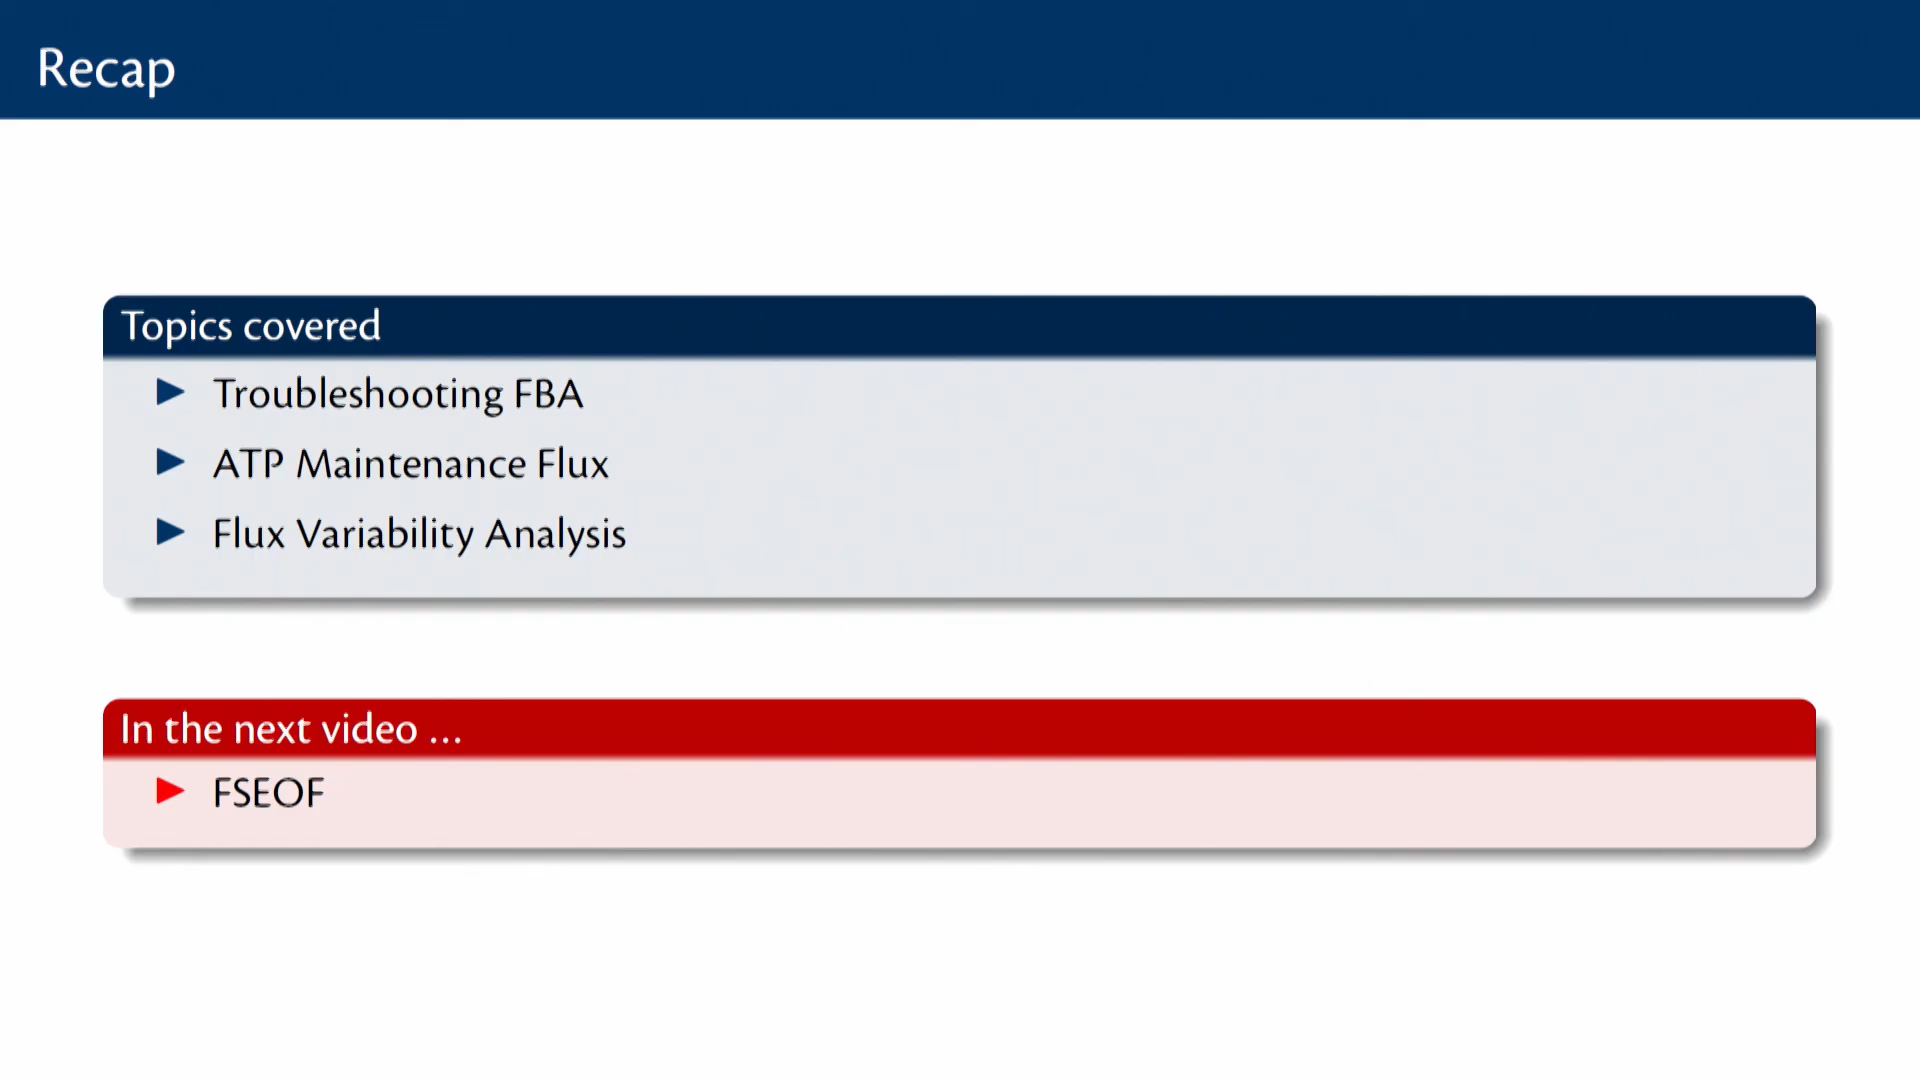 Recap
Topics covered
Troubleshooting FBA
ATP Maintenance Flux
Flux Variability Analysis
In the next video ...
FSEOF